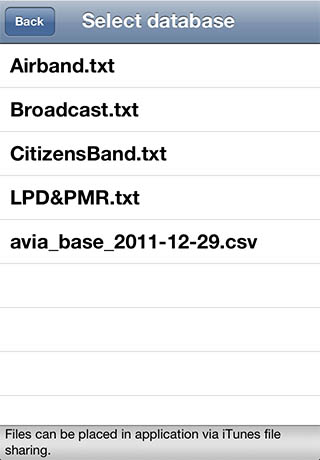 Back
Select database
Airband.txt
Broadcast.txt
CitizensBand.txt
LPD&PMR.txt
avia_base_2011-12-29.csv
Files can be placed in application via iTunes file
sharing.